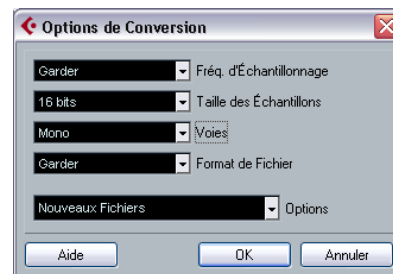 Options de Conversion
Garder Fréq. d'Échantillonnage
16 bits Taille des Échantillons
Mono Voies
Garder Format de Fichier
Nouveaux Fichiers Options
Aide OK Annuler